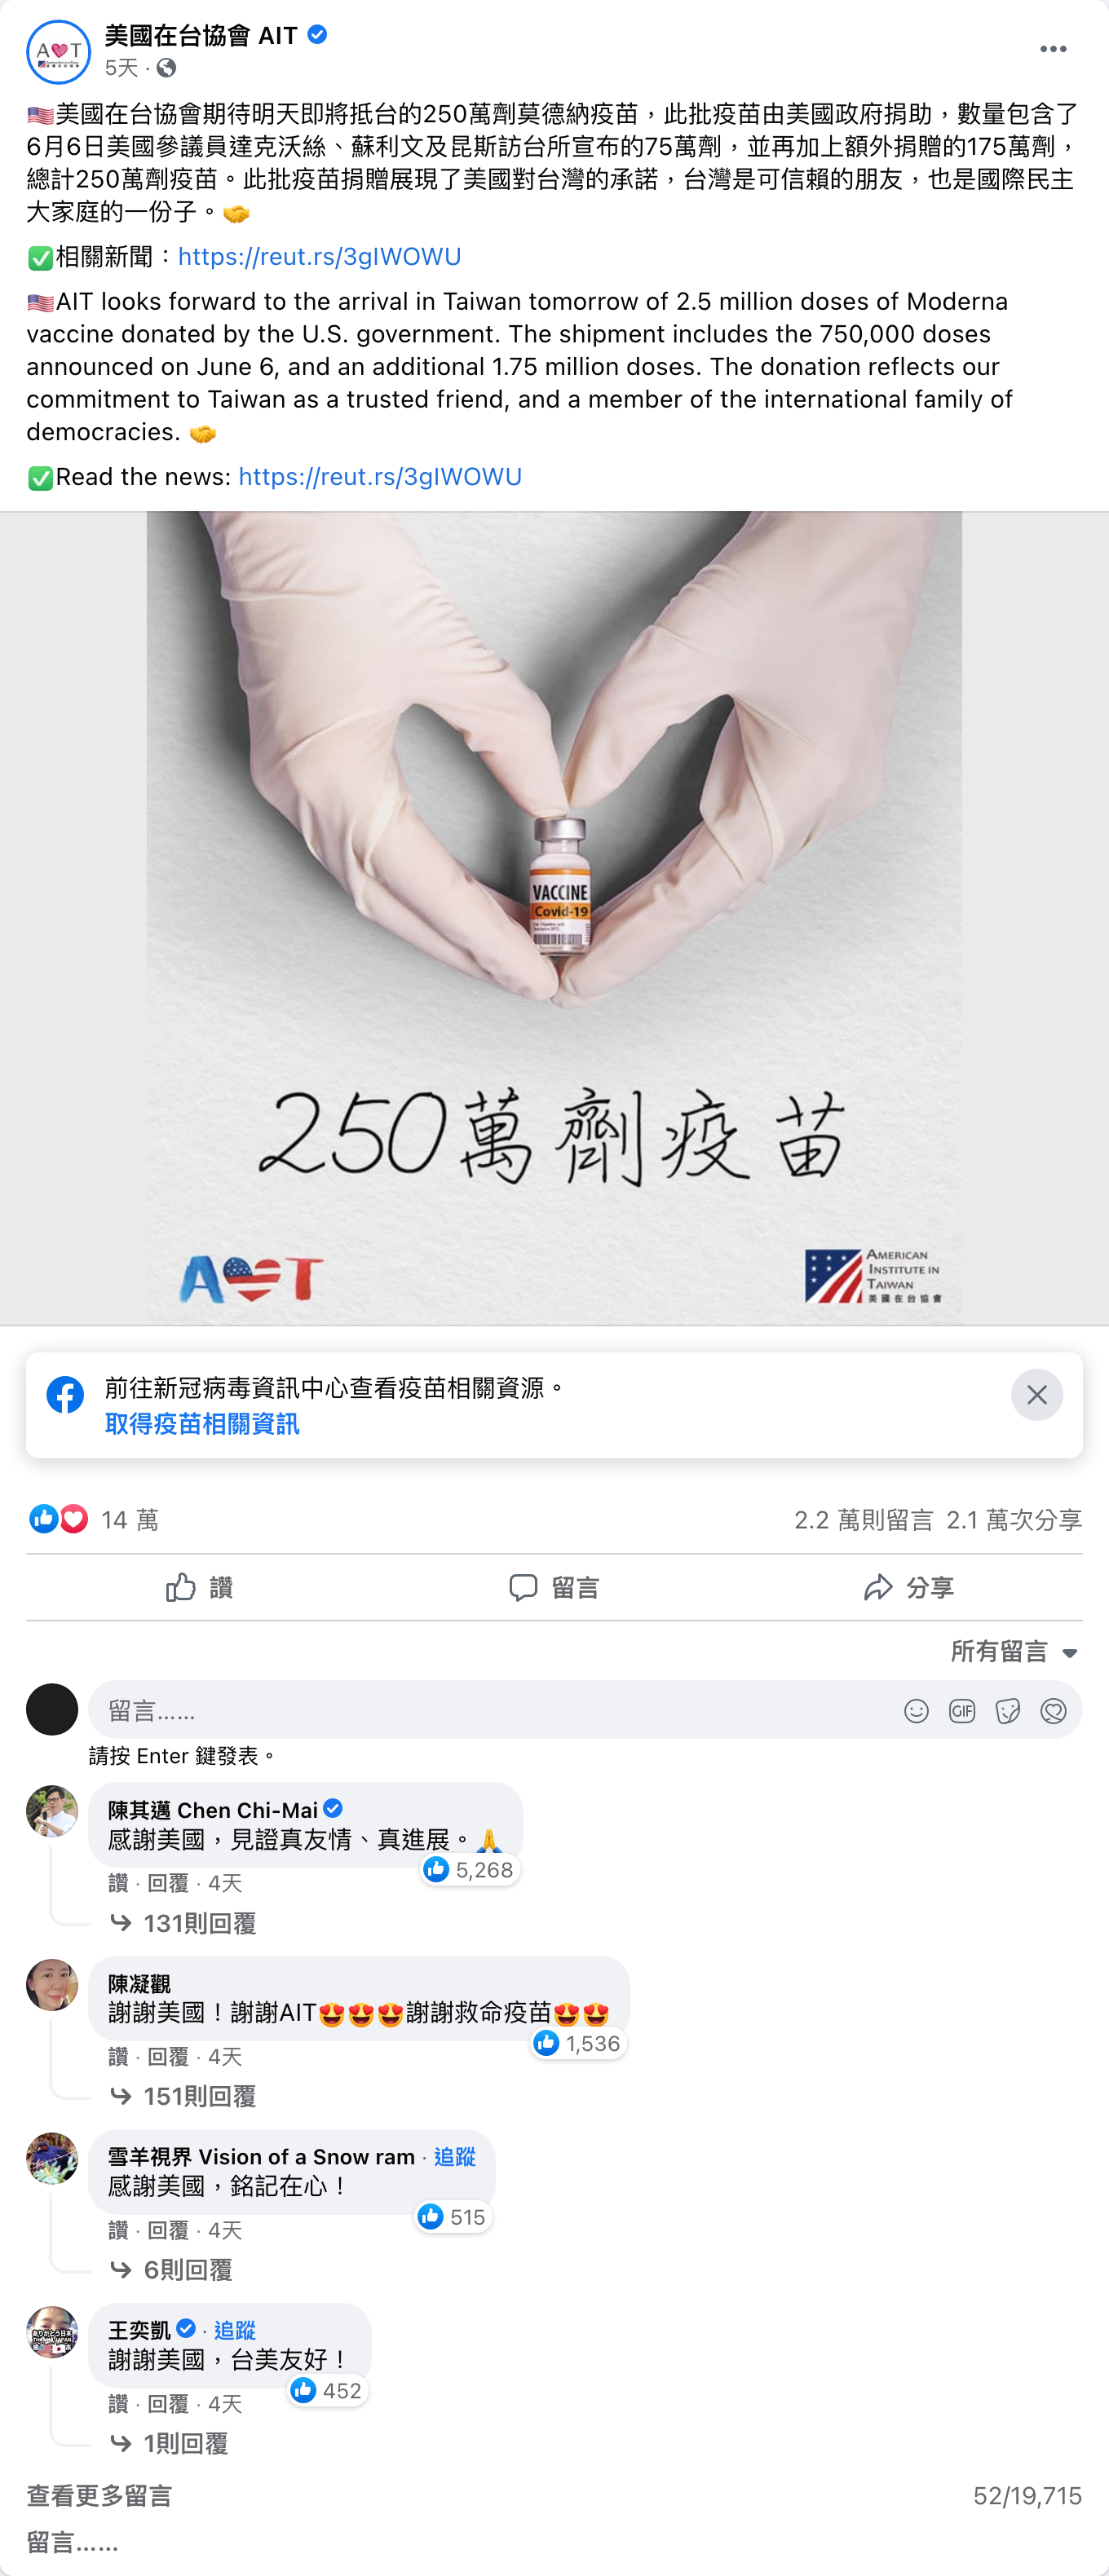 A T
美國在台協會 AIT
5天 ·
🇺🇸美國在台協會期待明天即將抵台的250萬劑莫德納疫苗，此批疫苗由美國政府捐助，數量包含了
6月6日美國參議員達克沃絲、蘇利文及昆斯訪台所宣布的75萬劑，並再加上額外捐贈的175萬劑，
總計250萬劑疫苗。此批疫苗捐贈展現了美國對台灣的承諾，台灣是可信賴的朋友，也是國際民主
大家庭的一份子。🤝
✅相關新聞：https://reut.rs/3gIWOWU
🇺🇸AIT looks forward to the arrival in Taiwan tomorrow of 2.5 million doses of Moderna
vaccine donated by the U.S. government. The shipment includes the 750,000 doses
announced on June 6, and an additional 1.75 million doses. The donation reflects our
commitment to Taiwan as a trusted friend, and a member of the international family of
democracies. 🤝
✅Read the news: https://reut.rs/3gIWOWU
VACCINE
Covid-19
250萬劑疫苗
A T
AMERICAN
INSTITUTE IN
TAIWAN
美國在台協會
前往新冠病毒資訊中心查看疫苗相關資源。
取得疫苗相關資訊
14 萬
2.2 萬則留言 2.1 萬次分享
讚 留言 分享
所有留言
留言……
GIF
請按 Enter 鍵發表。
陳其邁 Chen Chi-Mai
感謝美國，見證真友情、真進展。🙏
5,268
讚 · 回覆 · 4天
131則回覆
陳凝觀
謝謝美國！謝謝AIT😍😍😍謝謝救命疫苗😍😍
1,536
讚 · 回覆 · 4天
151則回覆
雪羊視界 Vision of a Snow ram · 追蹤
感謝美國，銘記在心！
515
讚 · 回覆 · 4天
6則回覆
王奕凱 · 追蹤
謝謝美國，台美友好！
452
讚 · 回覆 · 4天
1則回覆
查看更多留言
52/19,715
留言……